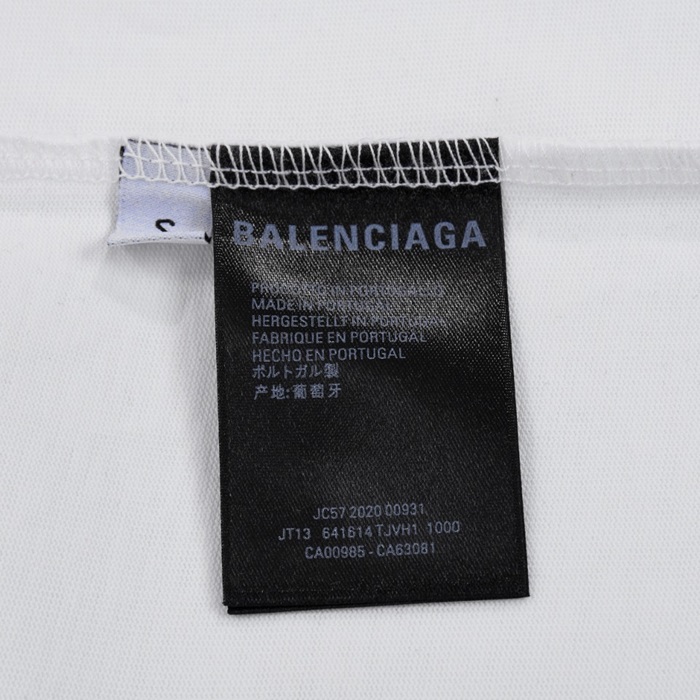 S
BALENCIAGA
IN
MADE IN PORTUGAL
HERGESTELLT IN PORTUGAL
FABRIQUE EN PORTUGAL
HECHO EN PORTUGAL
ポルトガル製
产地:葡萄牙
JC57 2020 00931
JT13 641614 TJVH1 1000
CA00985 - CA63081